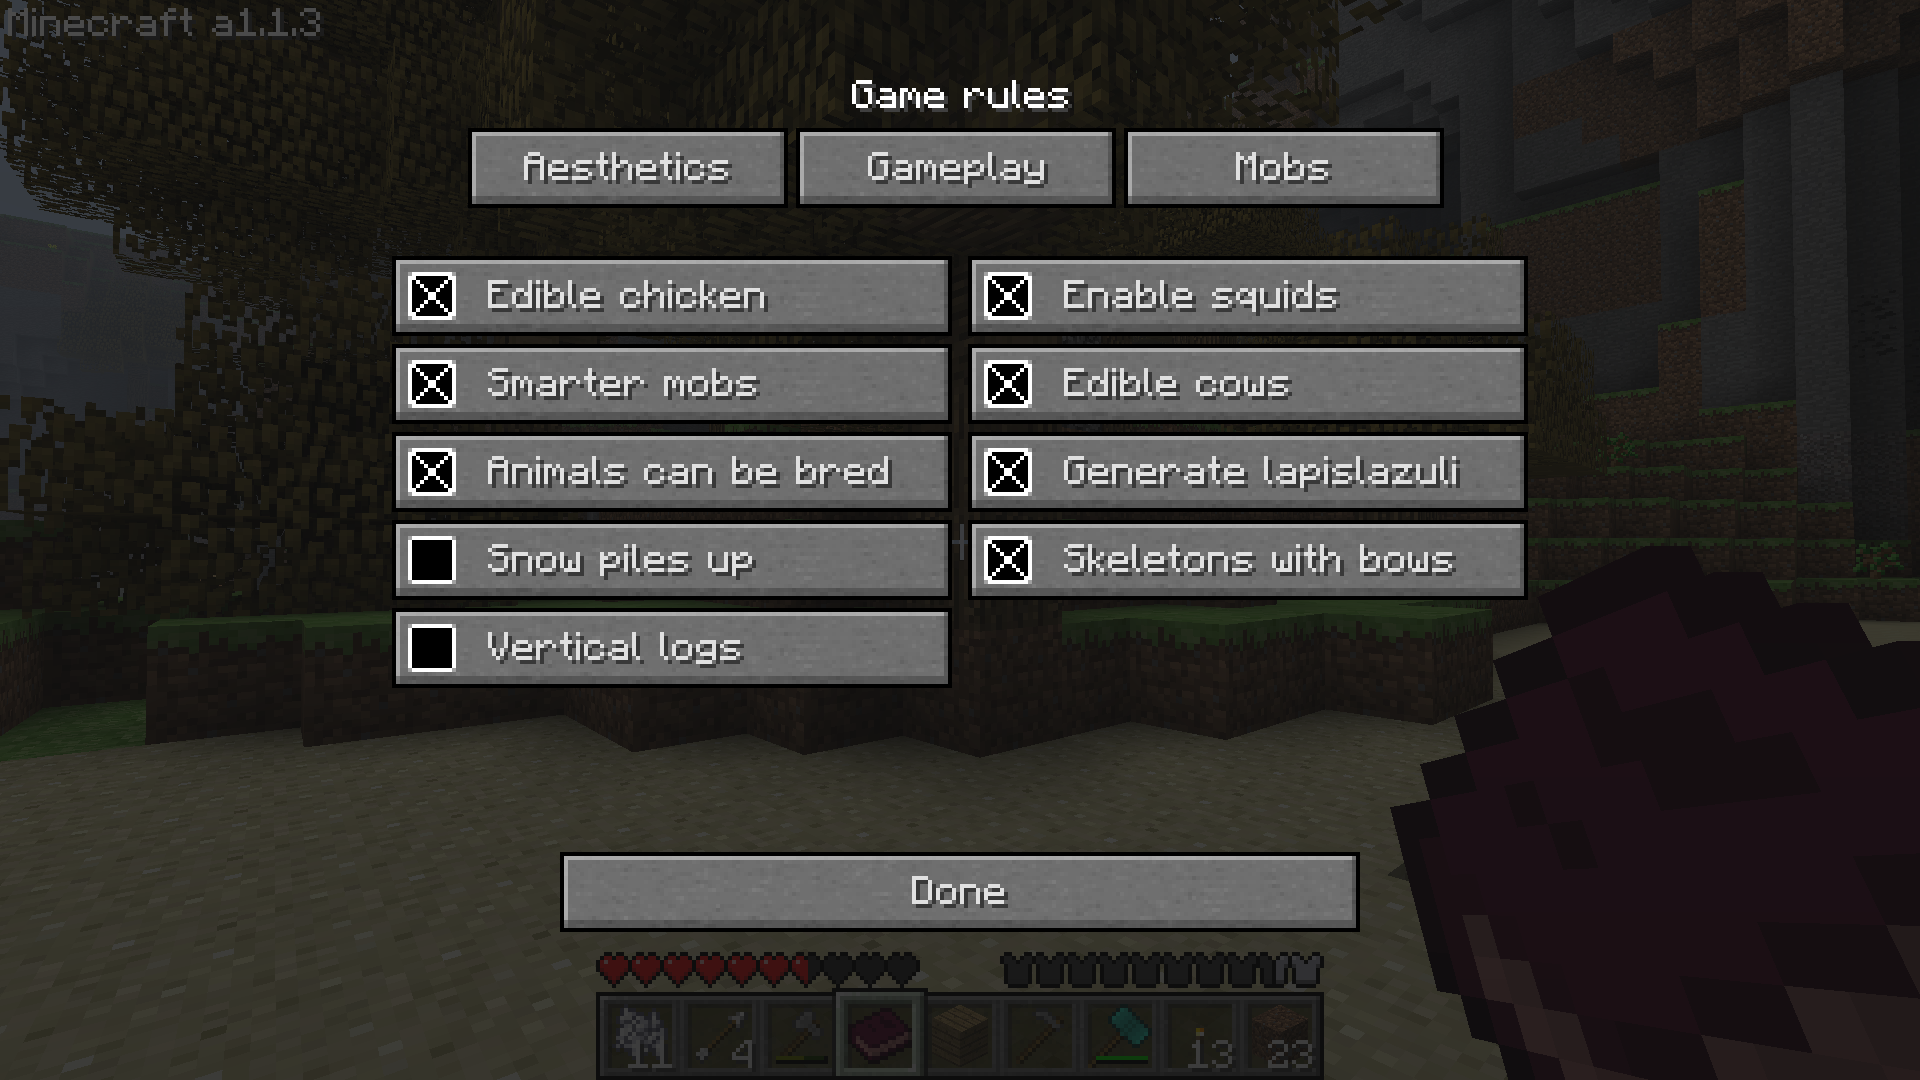 Minecraft a1.1.3
Game rules
Aesthetics Gameplay Mobs
Edible chicken Enable squids
Smarter mobs Edible cows
Animals can be bred Generate lapislazuli
Snow piles up Skeletons with bows
Vertical logs
Done
11 4 13 23